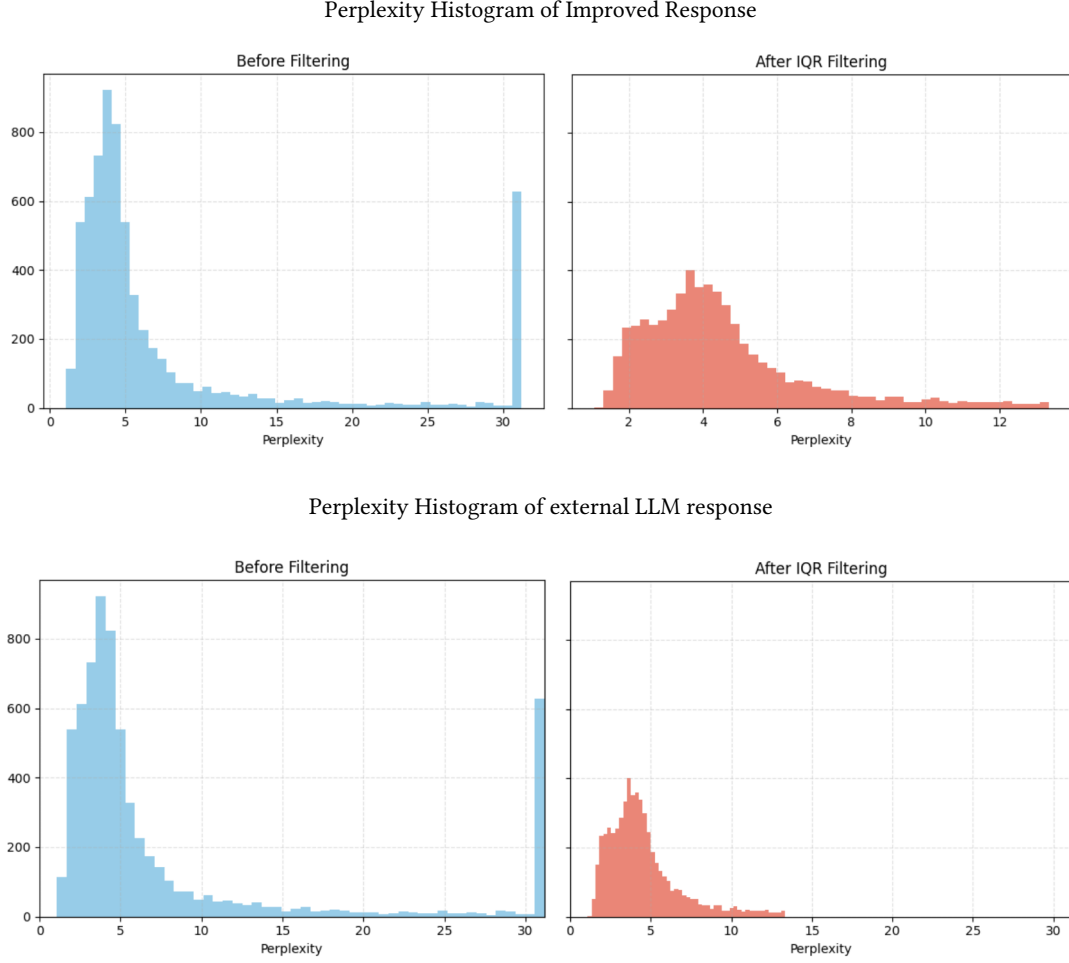 Perplexity Histogram of Improved Response
Before Filtering
After IQR Filtering
800
600
400
200
0
0 5 10 15 20 25 30
2 4 6 8 10 12
Perplexity
Perplexity
Perplexity Histogram of external LLM response
Before Filtering
After IQR Filtering
800
600
400
200
0
0 5 10 15 20 25 30
0 5 10 15 20 25 30
Perplexity
Perplexity